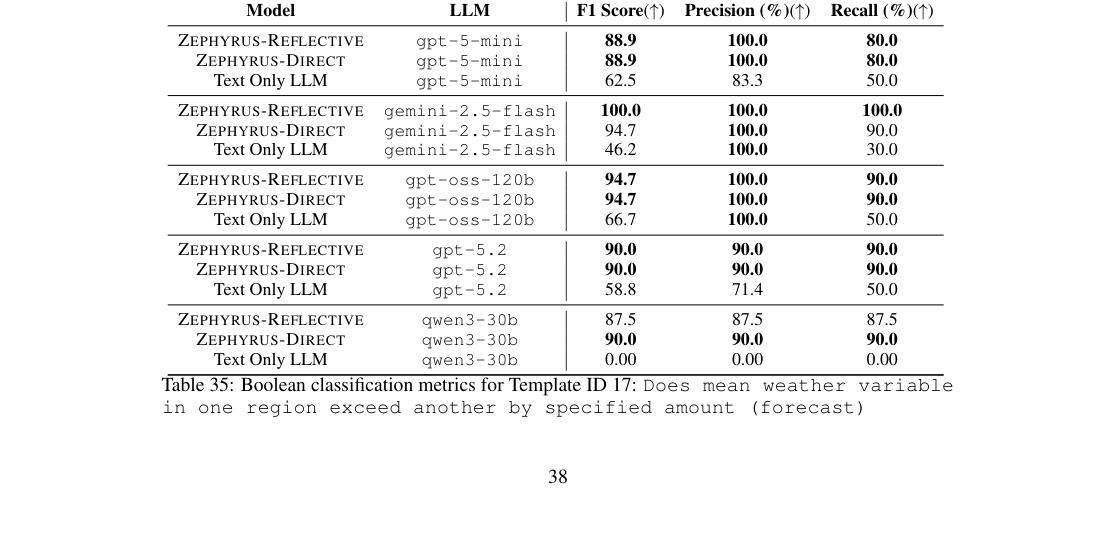 Model LLM F1 Score(↑) Precision (%)(↑) Recall (%)(↑)
ZEPHYRUS-REFLECTIVE gpt-5-mini 88.9 100.0 80.0
ZEPHYRUS-DIRECT gpt-5-mini 88.9 100.0 80.0
Text Only LLM gpt-5-mini 62.5 83.3 50.0
ZEPHYRUS-REFLECTIVE gemini-2.5-flash 100.0 100.0 100.0
ZEPHYRUS-DIRECT gemini-2.5-flash 94.7 100.0 90.0
Text Only LLM gemini-2.5-flash 46.2 100.0 30.0
ZEPHYRUS-REFLECTIVE gpt-oss-120b 94.7 100.0 90.0
ZEPHYRUS-DIRECT gpt-oss-120b 94.7 100.0 90.0
Text Only LLM gpt-oss-120b 66.7 100.0 50.0
ZEPHYRUS-REFLECTIVE gpt-5.2 90.0 90.0 90.0
ZEPHYRUS-DIRECT gpt-5.2 90.0 90.0 90.0
Text Only LLM gpt-5.2 58.8 71.4 50.0
ZEPHYRUS-REFLECTIVE qwen3-30b 87.5 87.5 87.5
ZEPHYRUS-DIRECT qwen3-30b 90.0 90.0 90.0
Text Only LLM qwen3-30b 0.00 0.00 0.00
Table 35: Boolean classification metrics for Template ID 17: Does mean weather variable
in one region exceed another by specified amount (forecast)
38